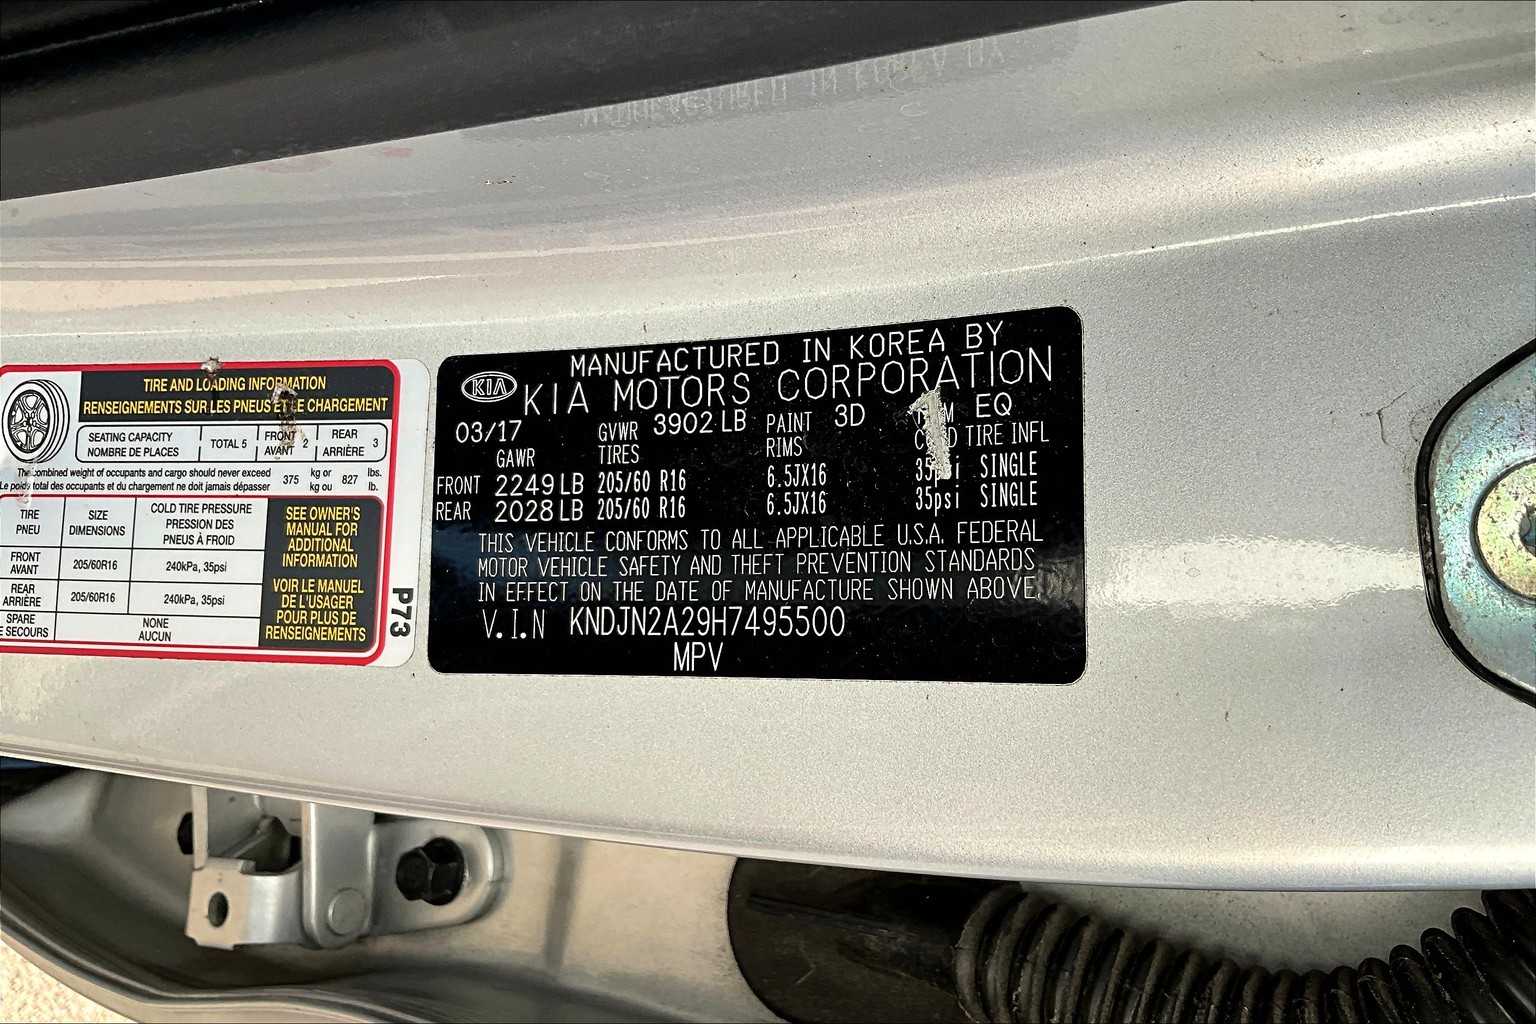 MANUFACTURED IN KOREA BY
KIA KIA MOTORS CORPORATION
03/17 GVWR 3902 LB PAINT 3D EQ
GAWR TIRES RIMS TIRE INFL
FRONT 2249 LB 205/60 R16 6.5JX16 35psi SINGLE
REAR 2028 LB 205/60 R16 6.5JX16 35psi SINGLE
THIS VEHICLE CONFORMS TO ALL APPLICABLE U.S.A. FEDERAL
MOTOR VEHICLE SAFETY AND THEFT PREVENTION STANDARDS
IN EFFECT ON THE DATE OF MANUFACTURE SHOWN ABOVE.
V.I.N KNDJN2A29H7495500
MPV
TIRE AND LOADING INFORMATION
RENSEIGNEMENTS SUR LES PNEUS ET LE CHARGEMENT
SEATING CAPACITY
NOMBRE DE PLACES
TOTAL 5
FRONT
AVANT 2
REAR
ARRIÈRE 3
The combined weight of occupants and cargo should never exceed 375 kg or 827 lbs.
Le poids total des occupants et du chargement ne doit jamais dépasser kg ou lb.
TIRE
PNEU
SIZE
DIMENSIONS
COLD TIRE PRESSURE
PRESSION DES
PNEUS À FROID
FRONT
AVANT
205/60R16
240kPa, 35psi
REAR
ARRIÈRE
205/60R16
240kPa, 35psi
SPARE
E SECOURS
NONE
AUCUN
SEE OWNER'S
MANUAL FOR
ADDITIONAL
INFORMATION
VOIR LE MANUEL
DE L'USAGER
POUR PLUS DE
RENSEIGNEMENTS
P73